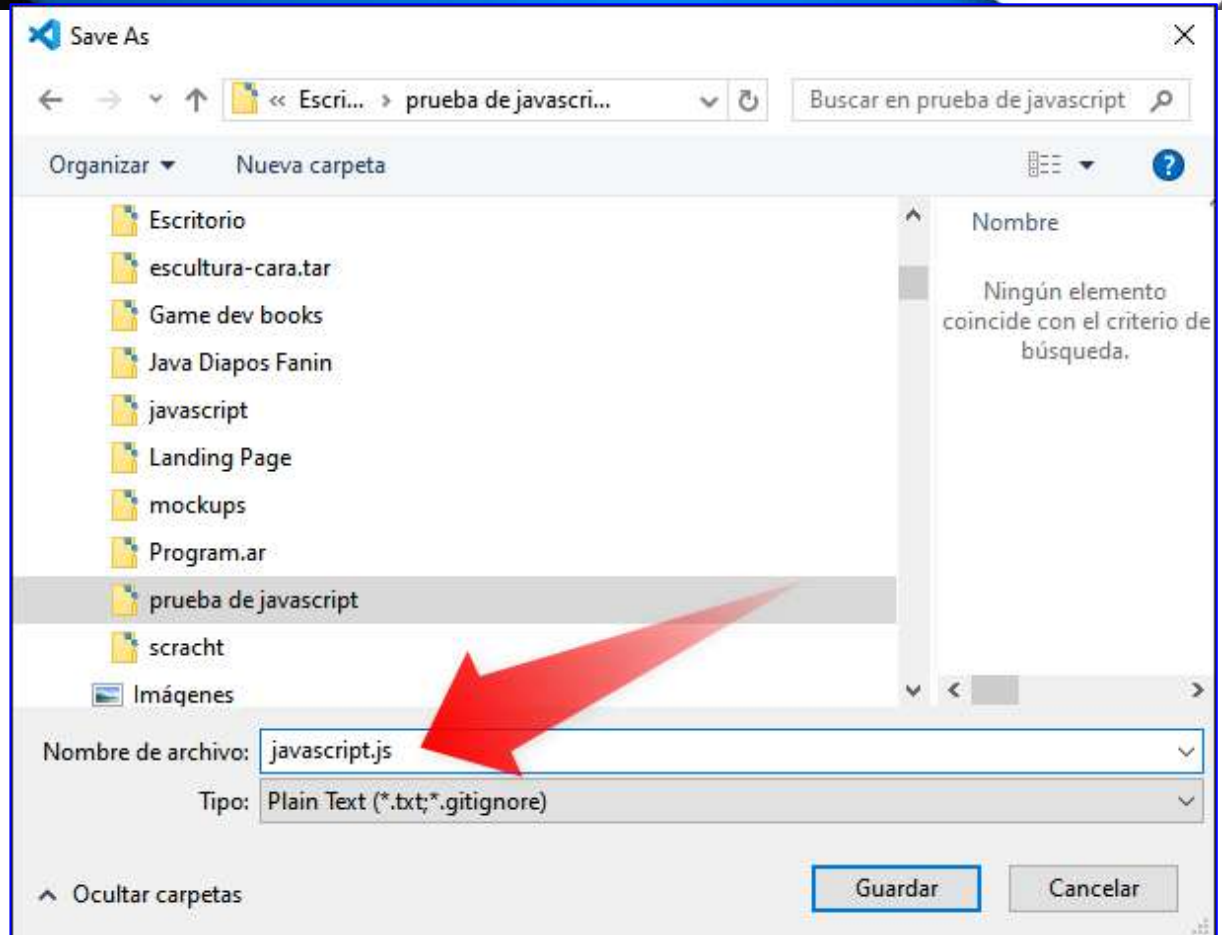 Save As
« Escri... › prueba de javascri...
Buscar en prueba de javascript
Organizar
Nueva carpeta
?
Escritorio
escultura-cara.tar
Game dev books
Java Diapos Fanin
javascript
Landing Page
mockups
Program.ar
prueba de javascript
scracht
Imágenes
Nombre
Ningún elemento
coincide con el criterio de
búsqueda.
Nombre de archivo: javascript.js
Tipo: Plain Text (*.txt;*.gitignore)
Ocultar carpetas
Guardar
Cancelar